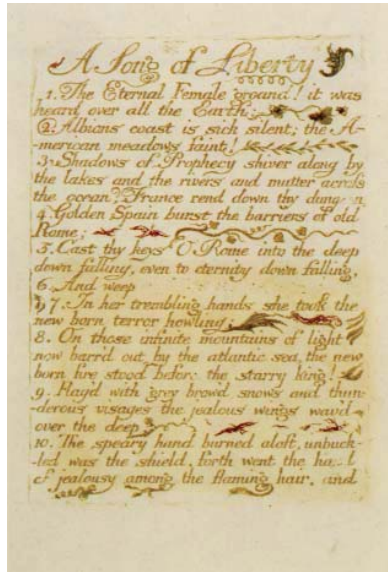 A Song of Liberty
1. The Eternal Female groand! it was
heard over all the Earth:
2. Albions coast is sick silent; the A-
merican meadows faint!
3. Shadows of Prophecy shiver along by
the lakes and the rivers and mutter across
the ocean? France rend down thy dungeon
4. Golden Spain burst the barriers of old
Rome;
5. Cast thy keys O Rome into the deep
down falling, even to eternity down falling,
6. And weep
7. In her trembling hands she took the
new born terror howling;
8. On those infinite mountains of light
now barr'd out by the atlantic sea, the new
born fire stood before the starry king!
9. Flag'd with grey brow'd snows and thun-
derous visages the jealous wings wav'd
over the deep
10. The speary hand burned aloft, unbuck-
led was the shield, forth went the hand
of jealousy among the flaming hair, and